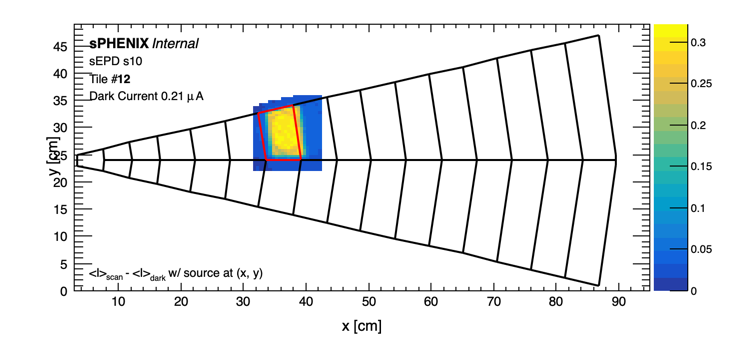 sPHENIX Internal
sEPD s10
Tile #12
Dark Current 0.21 μA
<I>scan - <I>dark w/ source at (x, y)
y [cm]
45
40
35
30
25
20
15
10
5
0
10 20 30 40 50 60 70 80 90
x [cm]
0.3
0.25
0.2
0.15
0.1
0.05
0